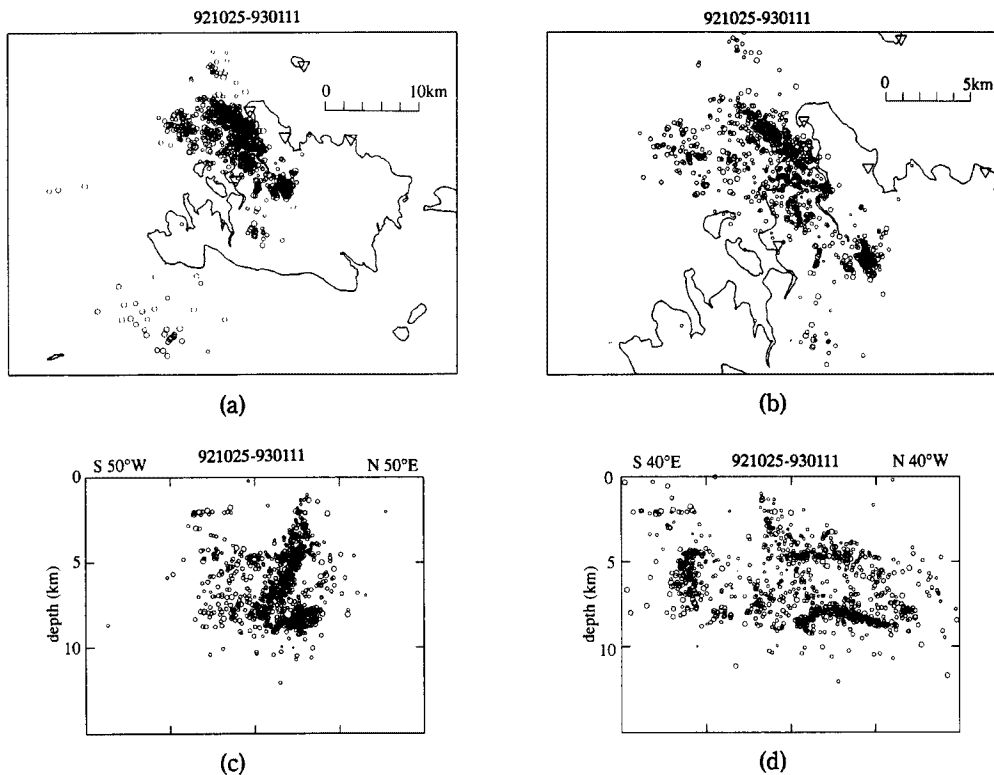 921025-930111
0 10km
(a)
921025-930111
0 5km
(b)
S 50°W 921025-930111 N 50°E
0
5
10
depth (km)
(c)
S 40°E 921025-930111 N 40°W
0
5
10
depth (km)
(d)